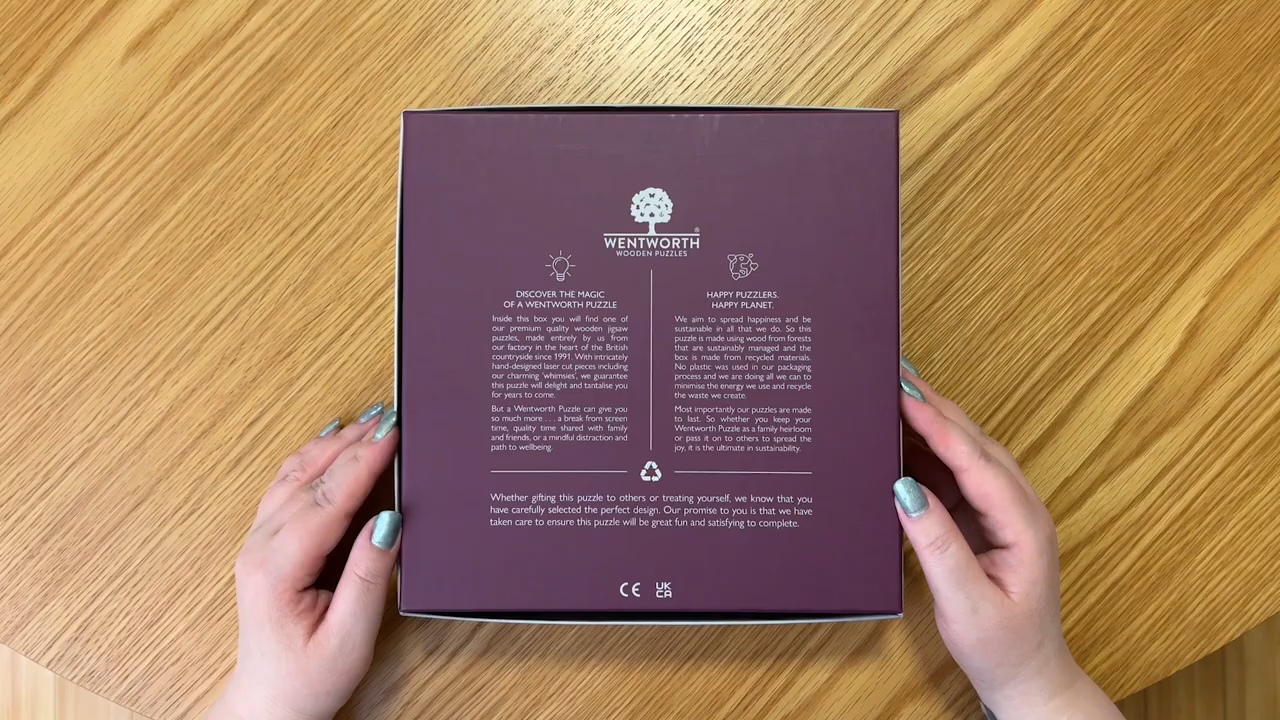 WENTWORTH®
WOODEN PUZZLES
DISCOVER THE MAGIC
OF A WENTWORTH PUZZLE
Inside this box you will find one of
our premium quality wooden jigsaw
puzzles, made entirely by us from
our factory in the heart of the British
countryside since 1991. With intricately
hand-designed laser cut pieces including
our charming 'whimsies', we guarantee
this puzzle will delight and tantalise you
for years to come.
But a Wentworth Puzzle can give you
so much more . . . a break from screen
time, quality time shared with family
and friends, or a mindful distraction and
path to wellbeing.
HAPPY PUZZLERS.
HAPPY PLANET.
We aim to spread happiness and be
sustainable in all that we do. So this
puzzle is made using wood from forests
that are sustainably managed and the
box is made from recycled materials.
No plastic was used in our packaging
process and we are doing all we can to
minimise the energy we use and recycle
the waste we create.
Most importantly our puzzles are made
to last. So whether you keep your
Wentworth Puzzle as a family heirloom
or pass it on to others to spread the
joy, it is the ultimate in sustainability.
Whether gifting this puzzle to others or treating yourself, we know that you
have carefully selected the perfect design. Our promise to you is that we have
taken care to ensure this puzzle will be great fun and satisfying to complete.
CE UK
CA